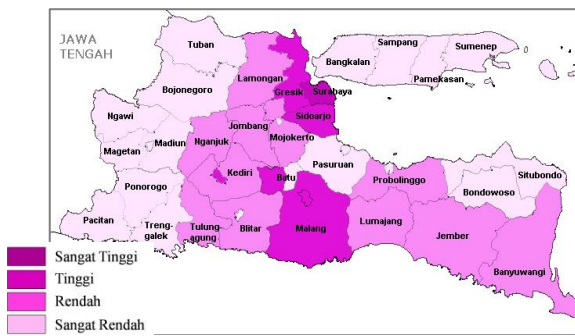 JAWA
TENGAH
Tuban
Sampang
Sumenep
Bangkalan
Pamekasan
Lamongan
Bojonegoro
Gresik
Surabaya
Sidoarjo
Ngawi
Jombang
Mojokerto
Magetan
Madiun
Nganjuk
Kediri
Batu
Pasuruan
Probolinggo
Situbondo
Bondowoso
Ponorogo
Pacitan
Treng-
galek
Tulung-
agung
Blitar
Malang
Lumajang
Jember
Banyuwangi
Sangat Tinggi
Tinggi
Rendah
Sangat Rendah